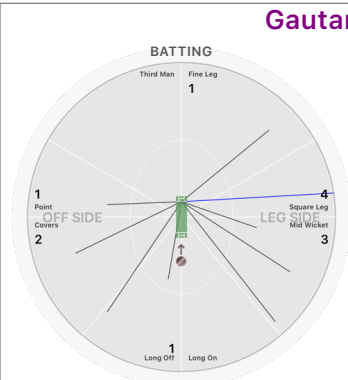 Gautar
BATTING
Third Man Fine Leg
1
1 4
Point Square Leg
OFF SIDE LEG SIDE
Covers Mid Wicket
2 3
1
Long Off Long On